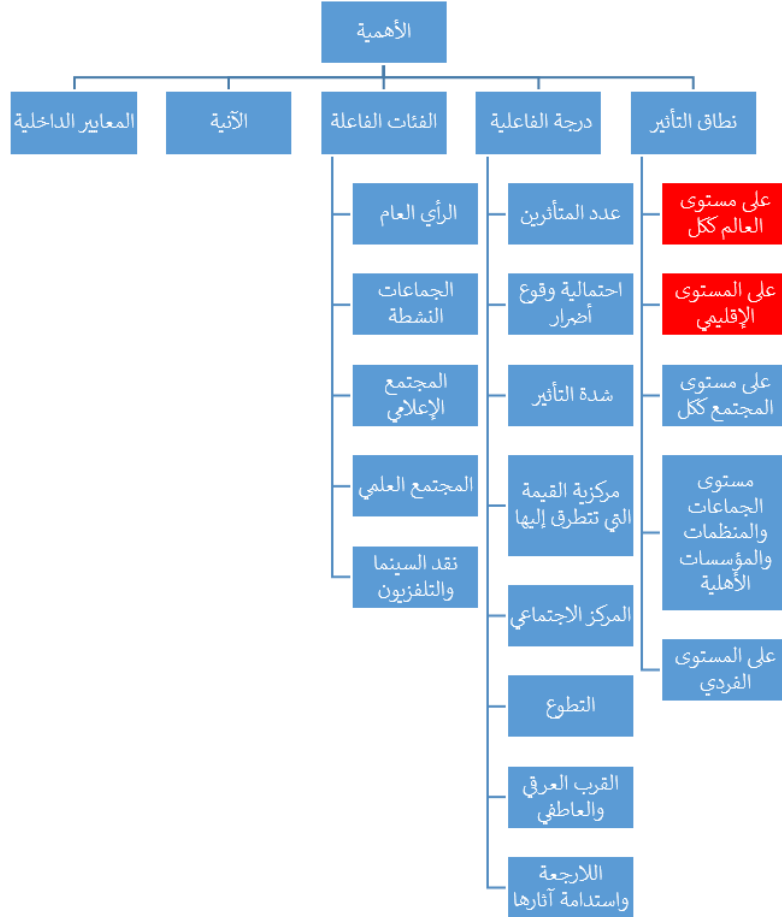 الأهمية
نطاق التأثير
درجة الفاعلية
الفئات الفاعلة
الآنية
المعايير الداخلية
على مستوى
العالم ككل
على المستوى
الإقليمي
على مستوى
المجتمع ككل
مستوى
الجماعات
والمنظمات
والمؤسسات
الأهلية
على المستوى
الفردي
عدد المتأثرين
احتمالية وقوع
أضرار
شدة التأثير
مركزية القيمة
التي تتطرق إليها
المركز الاجتماعي
التطوع
القرب العرقي
والعاطفي
اللارجعة
واستدامة آثارها
الرأي العام
الجماعات
النشطة
المجتمع
الإعلامي
المجتمع العلمي
نقد السينما
والتلفزيون